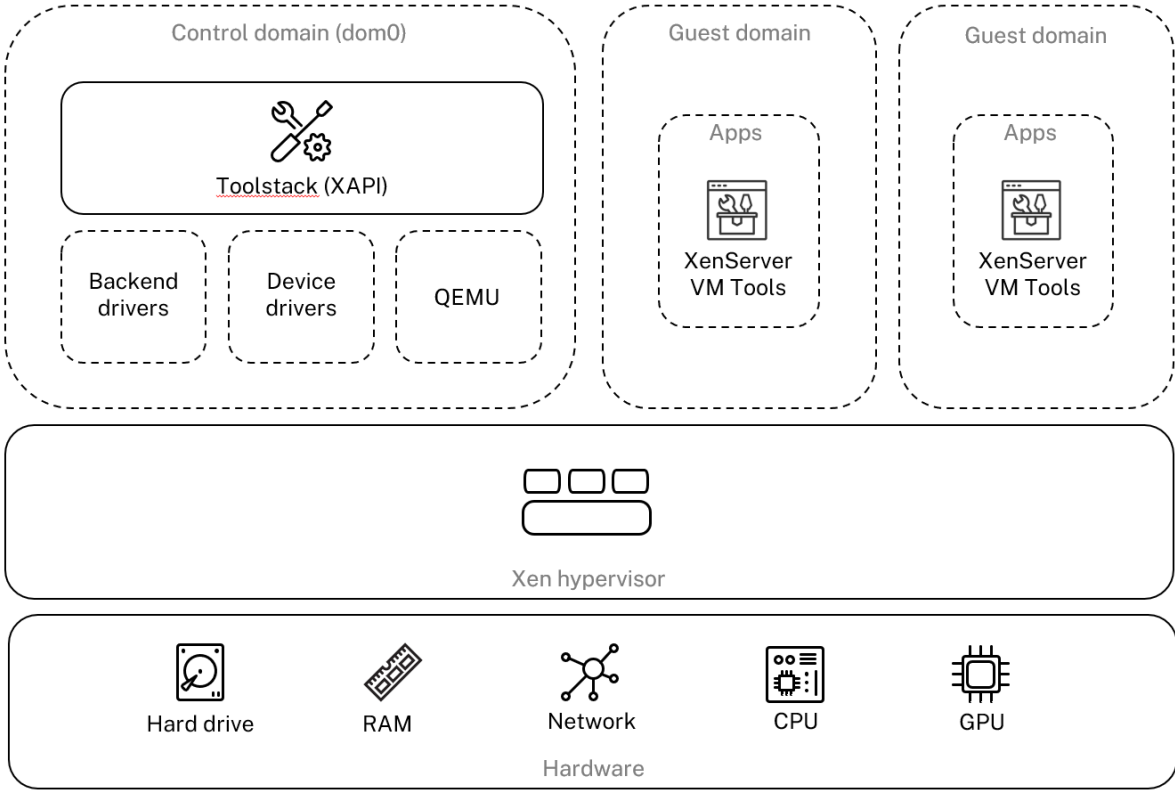 Control domain (dom0)
Toolstack (XAPI)
Backend
drivers
Device
drivers
QEMU
Guest domain
Apps
XenServer
VM Tools
Guest domain
Apps
XenServer
VM Tools
Xen hypervisor
Hard drive
RAM
Network
CPU
GPU
Hardware